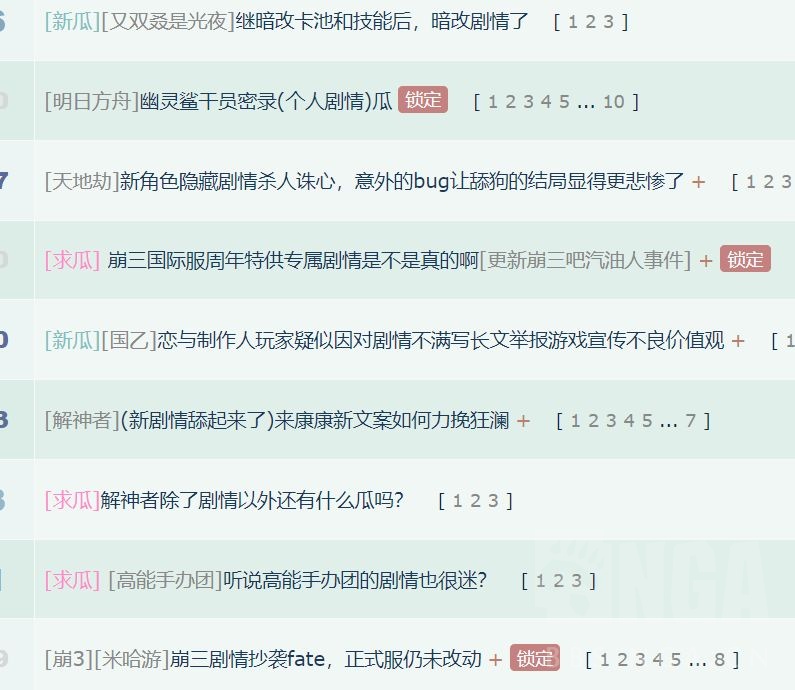 6 [新瓜][又双叒是光夜]继暗改卡池和技能后，暗改剧情了 [ 1 2 3 ]
0 [明日方舟]幽灵鲨干员密录(个人剧情)瓜 锁定 [ 1 2 3 4 5 ... 10 ]
7 [天地劫]新角色隐藏剧情杀人诛心，意外的bug让舔狗的结局显得更悲惨了 + [ 1 2 3
0 [求瓜] 崩三国际服周年特供专属剧情是不是真的啊[更新崩三吧汽油人事件] + 锁定
0 [新瓜][国乙]恋与制作人玩家疑似因对剧情不满写长文举报游戏宣传不良价值观 + [ 1
3 [解神者](新剧情舔起来了)来康康新文案如何力挽狂澜 + [ 1 2 3 4 5 ... 7 ]
3 [求瓜]解神者除了剧情以外还有什么瓜吗？ [ 1 2 3 ]
[求瓜] [高能手办团]听说高能手办团的剧情也很迷？ [ 1 2 3 ]
NGA
9 [崩3][米哈游]崩三剧情抄袭fate，正式服仍未改动 + 锁定 [ 1 2 3 4 5 ... 8 ]